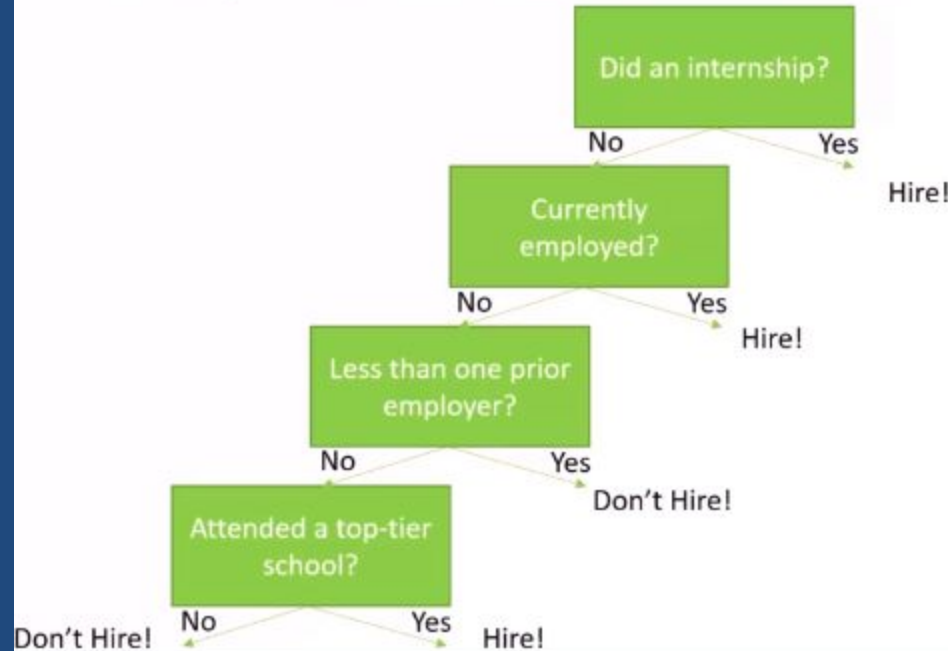 Did an internship?
No
Yes
Hire!
Currently
employed?
No
Yes
Hire!
Less than one prior
employer?
No
Yes
Don't Hire!
Attended a top-tier
school?
No
Yes
Don't Hire!
Hire!